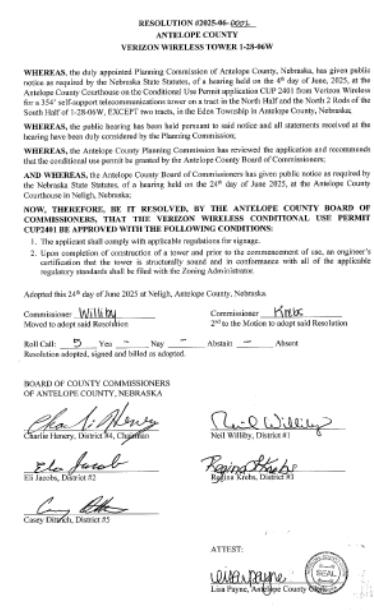 RESOLUTION #2025-06-
ANTELOPE COUNTY
VERIZON WIRELESS TOWER 1-28-06W
WHEREAS, the duly appointed Planning Commission of Antelope County, Nebraska, has given public
notice as required by the Nebraska State Statutes, of a hearing held on the 4th day of June, 2025, at the
Antelope County Courthouse on the Conditional Use Permit application CUP 2401 from Verizon Wireless
for a 354' self-support telecommunications tower on a tract in the North Half and the North 2 Rods of the
South Half of 1-28-06W, EXCEPT two tracts, in the Eden Township in Antelope County, Nebraska;
WHEREAS, the public hearing has been held pursuant to said notice and all statements received at the
hearing have been duly considered by the Planning Commission;
WHEREAS, the Antelope County Planning Commission has reviewed the application and recommends
that the conditional use permit be granted by the Antelope County Board of Commissioners;
AND WHEREAS, the Antelope County Board of Commissioners has given public notice as required by
the Nebraska State Statutes, of a hearing held on the 24th day of June 2025, at the Antelope County
Courthouse in Neligh, Nebraska;
NOW, THEREFORE, BE IT RESOLVED, BY THE ANTELOPE COUNTY BOARD OF
COMMISSIONERS, THAT THE VERIZON WIRELESS CONDITIONAL USE PERMIT
CUP2401 BE APPROVED WITH THE FOLLOWING CONDITIONS:
1. The applicant shall comply with applicable regulations for signage.
2. Upon completion of construction of a tower and prior to the commencement of use, an engineer's
certification that the tower is structurally sound and in conformance with all of the applicable
regulatory standards shall be filed with the Zoning Administrator.
Adopted this 24th day of June 2025 at Neligh, Antelope County, Nebraska.
Commissioner Williby Commissioner Krebs
Moved to adopt said Resolution 2nd to the Motion to adopt said Resolution
Roll Call: 5 Yea - Nay - Abstain - Absent
Resolution adopted, signed and billed as adopted.
BOARD OF COUNTY COMMISSIONERS
OF ANTELOPE COUNTY, NEBRASKA
Charlie Henery Neil Williby
Charlie Henery, District #4, Chairman Neil Williby, District #1
Eli Jacobs Regina Krebs
Eli Jacobs, District #2 Regina Krebs, District #3
Casey Dittrich, District #5
ATTEST:
Lisa Payne
Lisa Payne, Antelope County Clerk
SEAL